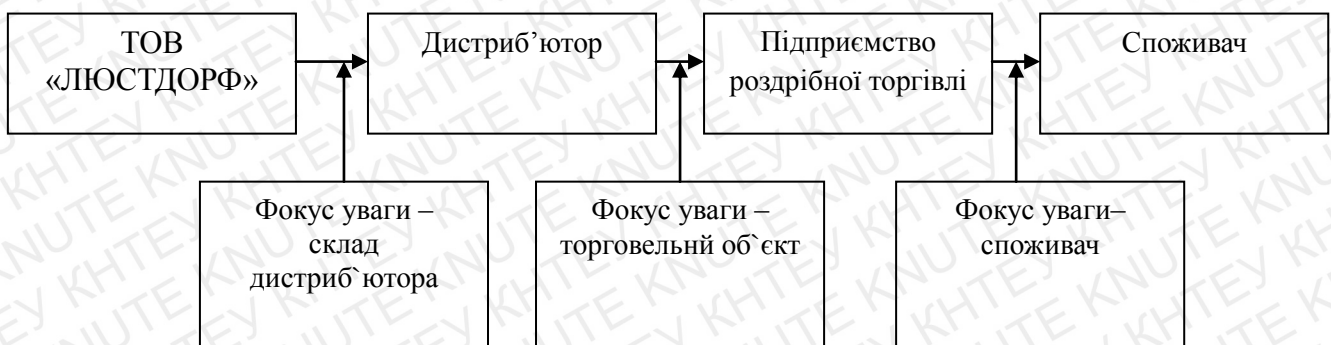 ТОВ
«ЛЮСТДОРФ»
Дистриб’ютор
Підприємство
роздрібної торгівлі
Споживач
Фокус уваги –
склад
дистриб`ютора
Фокус уваги –
торговельнй об`єкт
Фокус уваги–
споживач